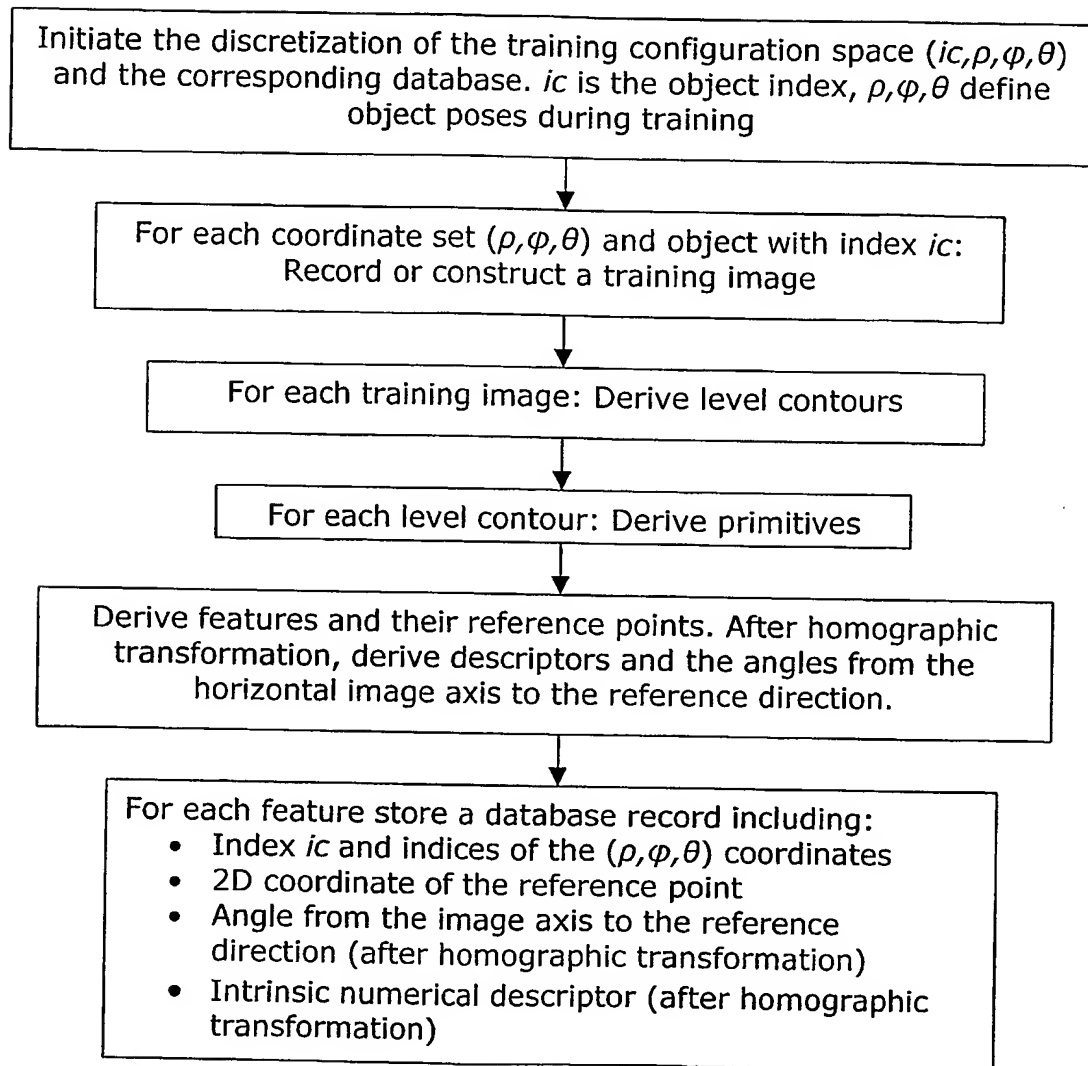 Initiate the discretization of the training configuration space (ic,ρ,φ,θ)
and the corresponding database. ic is the object index, ρ,φ,θ define
object poses during training
For each coordinate set (ρ,φ,θ) and object with index ic:
Record or construct a training image
For each training image: Derive level contours
For each level contour: Derive primitives
Derive features and their reference points. After homographic
transformation, derive descriptors and the angles from the
horizontal image axis to the reference direction.
For each feature store a database record including:
• Index ic and indices of the (ρ,φ,θ) coordinates
• 2D coordinate of the reference point
• Angle from the image axis to the reference
direction (after homographic transformation)
• Intrinsic numerical descriptor (after homographic
transformation)